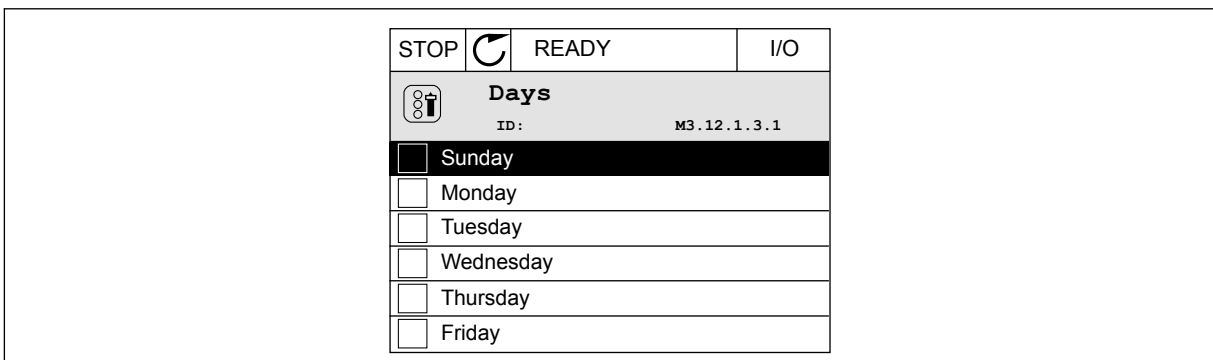 STOP READY I/O
Days
ID: M3.12.1.3.1
Sunday
Monday
Tuesday
Wednesday
Thursday
Friday